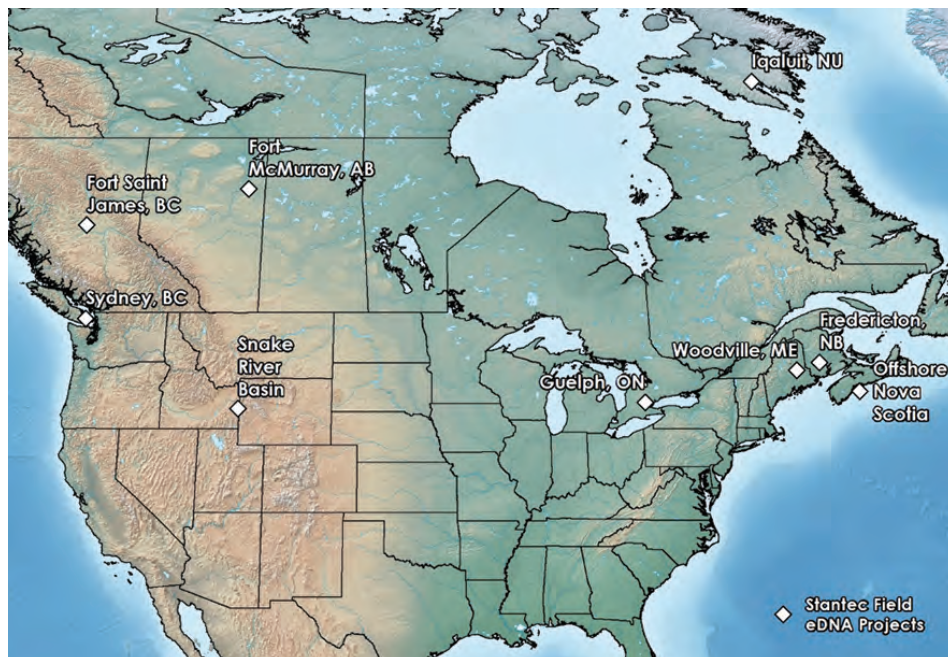 Iqaluit, NU
Fort
McMurray, AB
Fort Saint
James, BC
Sydney, BC
Snake
River
Basin
Guelph, ON
Woodville, ME
Fredericton,
NB
Offshore
Nova
Scotia
Stantec Field
eDNA Projects